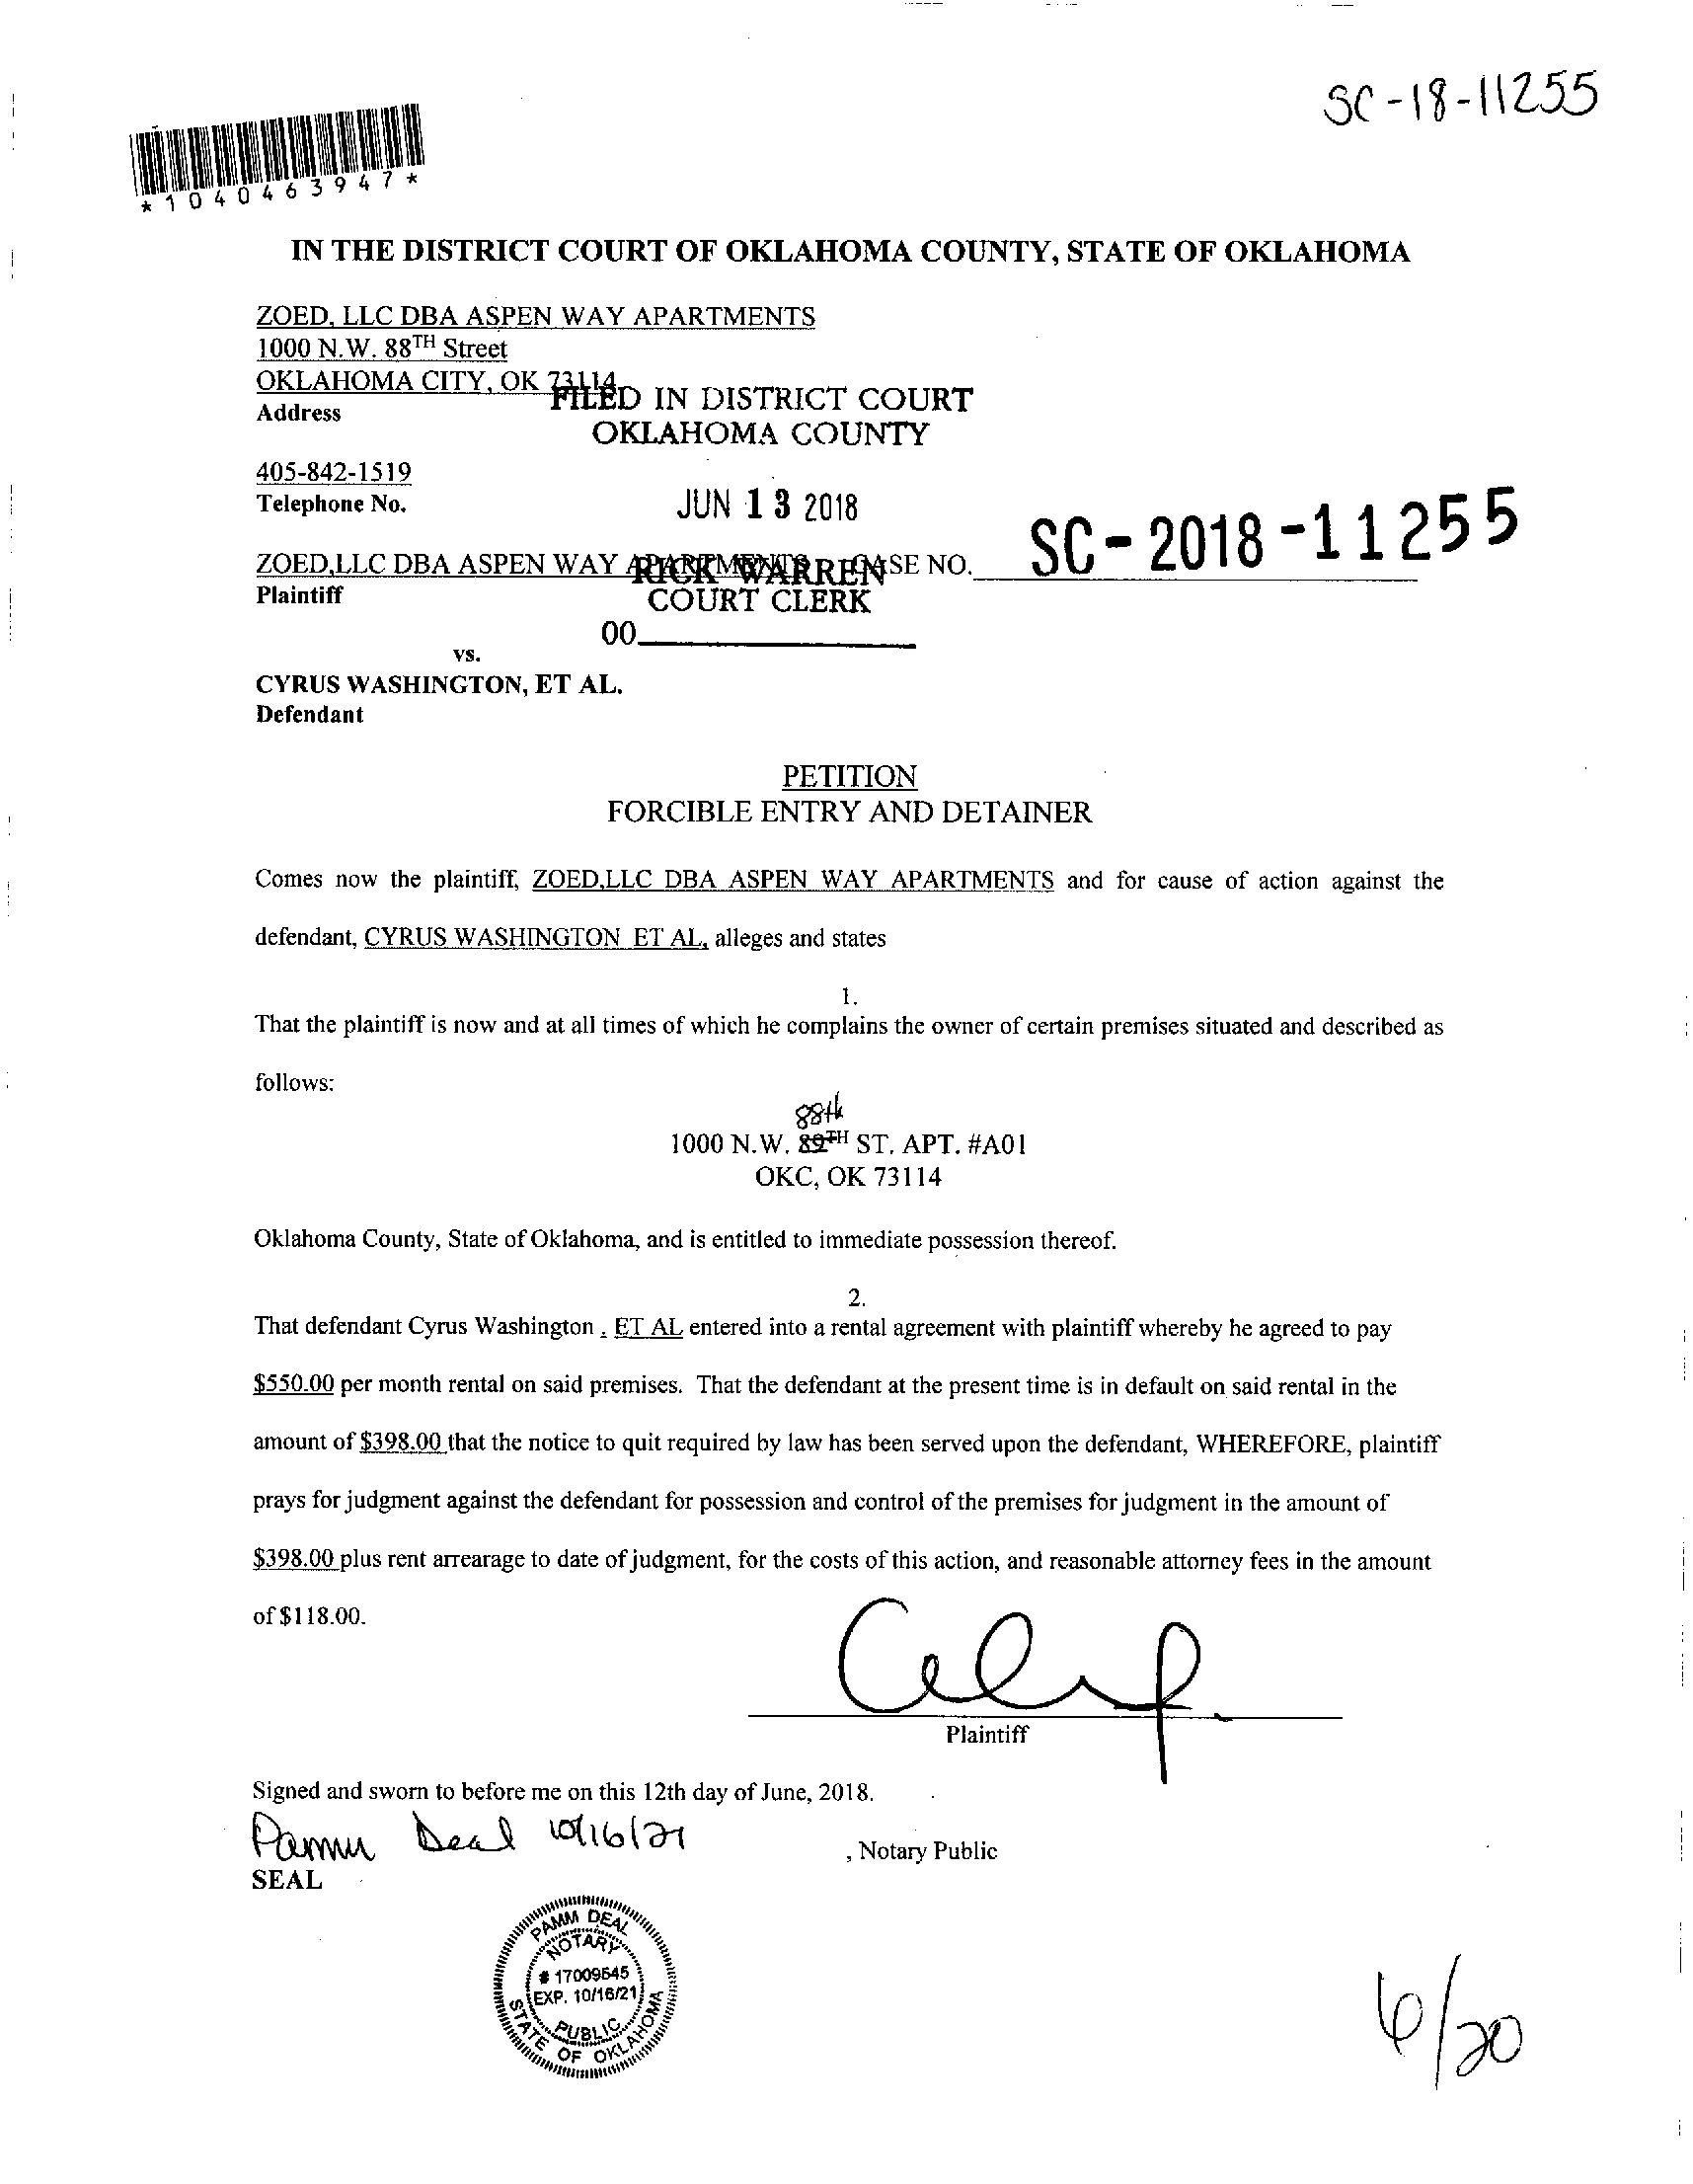 SC-18-11255
*1040463947*
IN THE DISTRICT COURT OF OKLAHOMA COUNTY, STATE OF OKLAHOMA
ZOED, LLC DBA ASPEN WAY APARTMENTS
1000 N.W. 88TH Street
OKLAHOMA CITY, OK 73114
Address
FILED IN DISTRICT COURT
OKLAHOMA COUNTY
405-842-1519
Telephone No.
JUN 13 2018
SC-2018-11255
ZOED,LLC DBA ASPEN WAY APARTMENTS CASE NO.
RICK WARREN
Plaintiff
COURT CLERK
00
vs.
CYRUS WASHINGTON, ET AL.
Defendant
PETITION
FORCIBLE ENTRY AND DETAINER
Comes now the plaintiff, ZOED,LLC DBA ASPEN WAY APARTMENTS and for cause of action against the
defendant, CYRUS WASHINGTON ET AL, alleges and states
1.
That the plaintiff is now and at all times of which he complains the owner of certain premises situated and described as
follows:
88th
1000 N.W. 89TH ST. APT. #A01
OKC, OK 73114
Oklahoma County, State of Oklahoma, and is entitled to immediate possession thereof.
2.
That defendant Cyrus Washington , ET AL entered into a rental agreement with plaintiff whereby he agreed to pay
$550.00 per month rental on said premises. That the defendant at the present time is in default on said rental in the
amount of $398.00 that the notice to quit required by law has been served upon the defendant, WHEREFORE, plaintiff
prays for judgment against the defendant for possession and control of the premises for judgment in the amount of
$398.00 plus rent arrearage to date of judgment, for the costs of this action, and reasonable attorney fees in the amount
of $118.00.
Plaintiff
Signed and sworn to before me on this 12th day of June, 2018.
Pamm Deal 10/16/21
, Notary Public
SEAL
PAMM DEAL
NOTARY
# 17009545
EXP. 10/16/21
PUBLIC
STATE OF OKLAHOMA
6/20